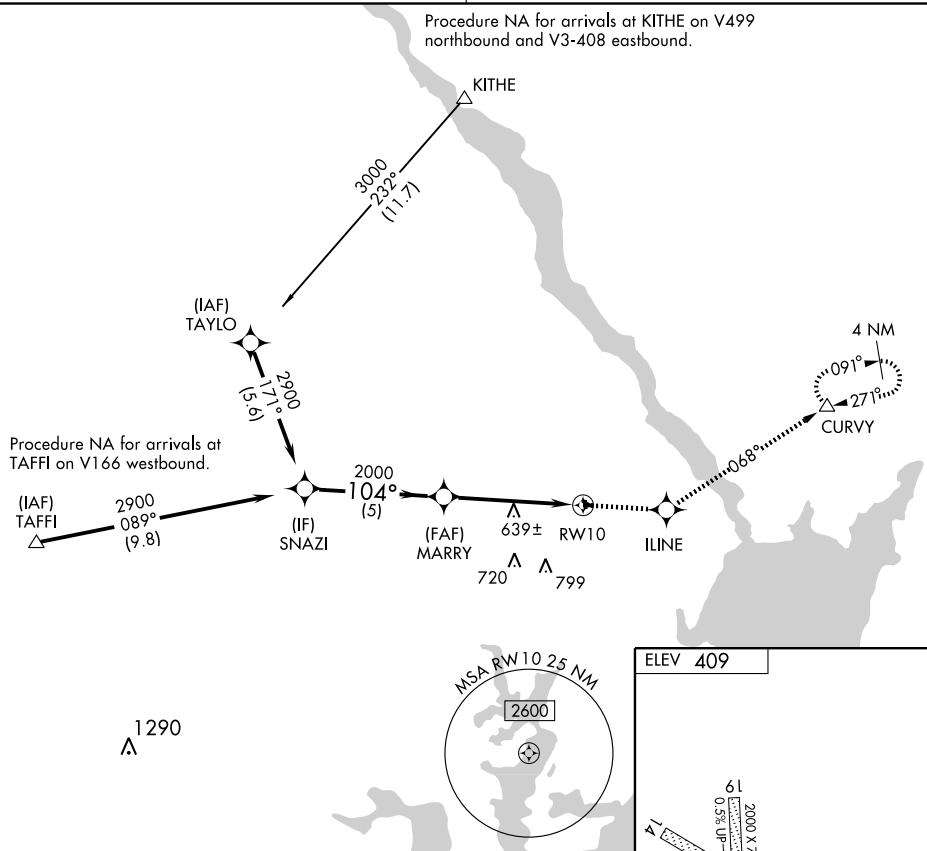 Procedure NA for arrivals at KITHE on V499
northbound and V3-408 eastbound.
KITHE
3000
232°
(11.7)
(IAF)
TAYLO
2900
171°
(5.6)
4 NM
091°
271°
CURVY
068°
Procedure NA for arrivals at
TAFFI on V166 westbound.
(IAF)
TAFFI
2900
089°
(9.8)
(IF)
SNAZI
2000
104°
(5)
(FAF)
MARRY
639±
RW10
ILINE
720
799
MSA RW10 25 NM
2600
1290
ELEV 409
19
2000 X
0.5% UP
14